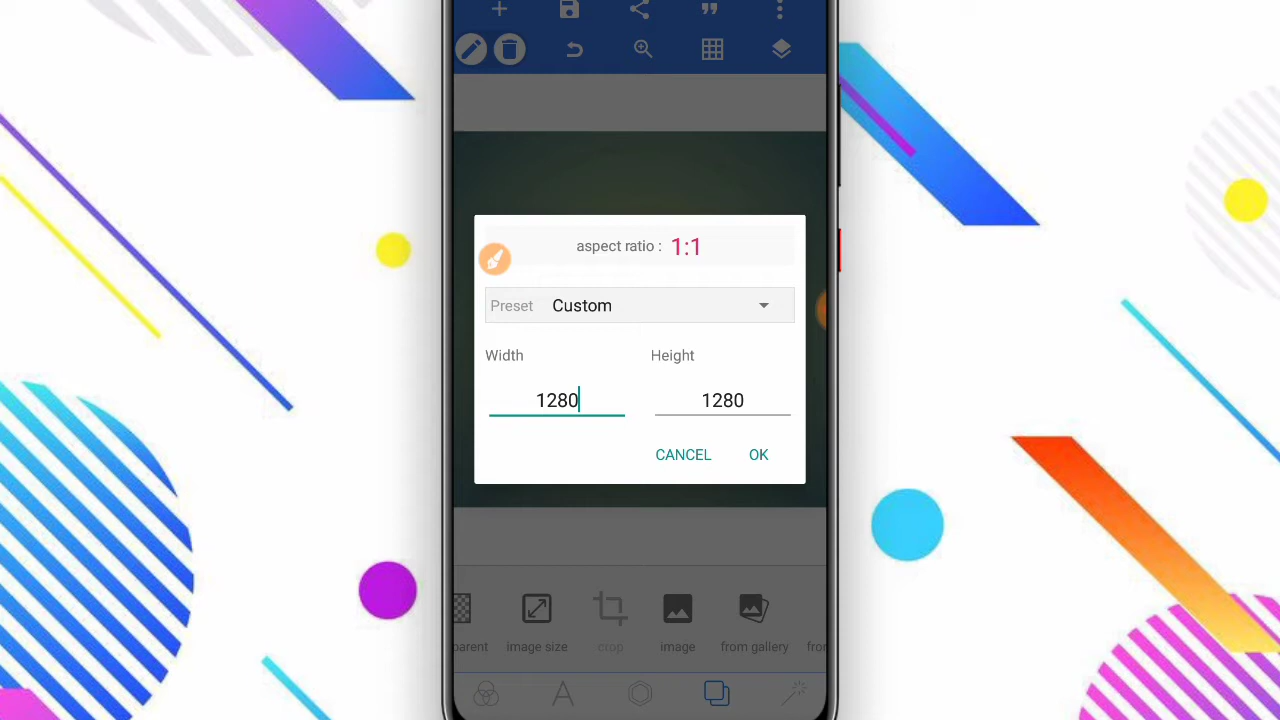 aspect ratio : 1:1
Preset Custom
Width Height
1280 1280
CANCEL OK
parent image size crop image from gallery fror